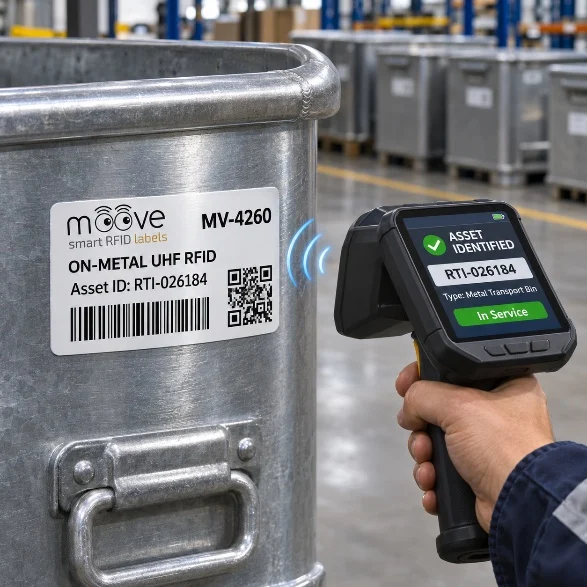 moove
smart RFID labels
MV-4260
ON-METAL UHF RFID
Asset ID: RTI-026184
ASSET
IDENTIFIED
RTI-026184
Type: Metal Transport Bin
In Service